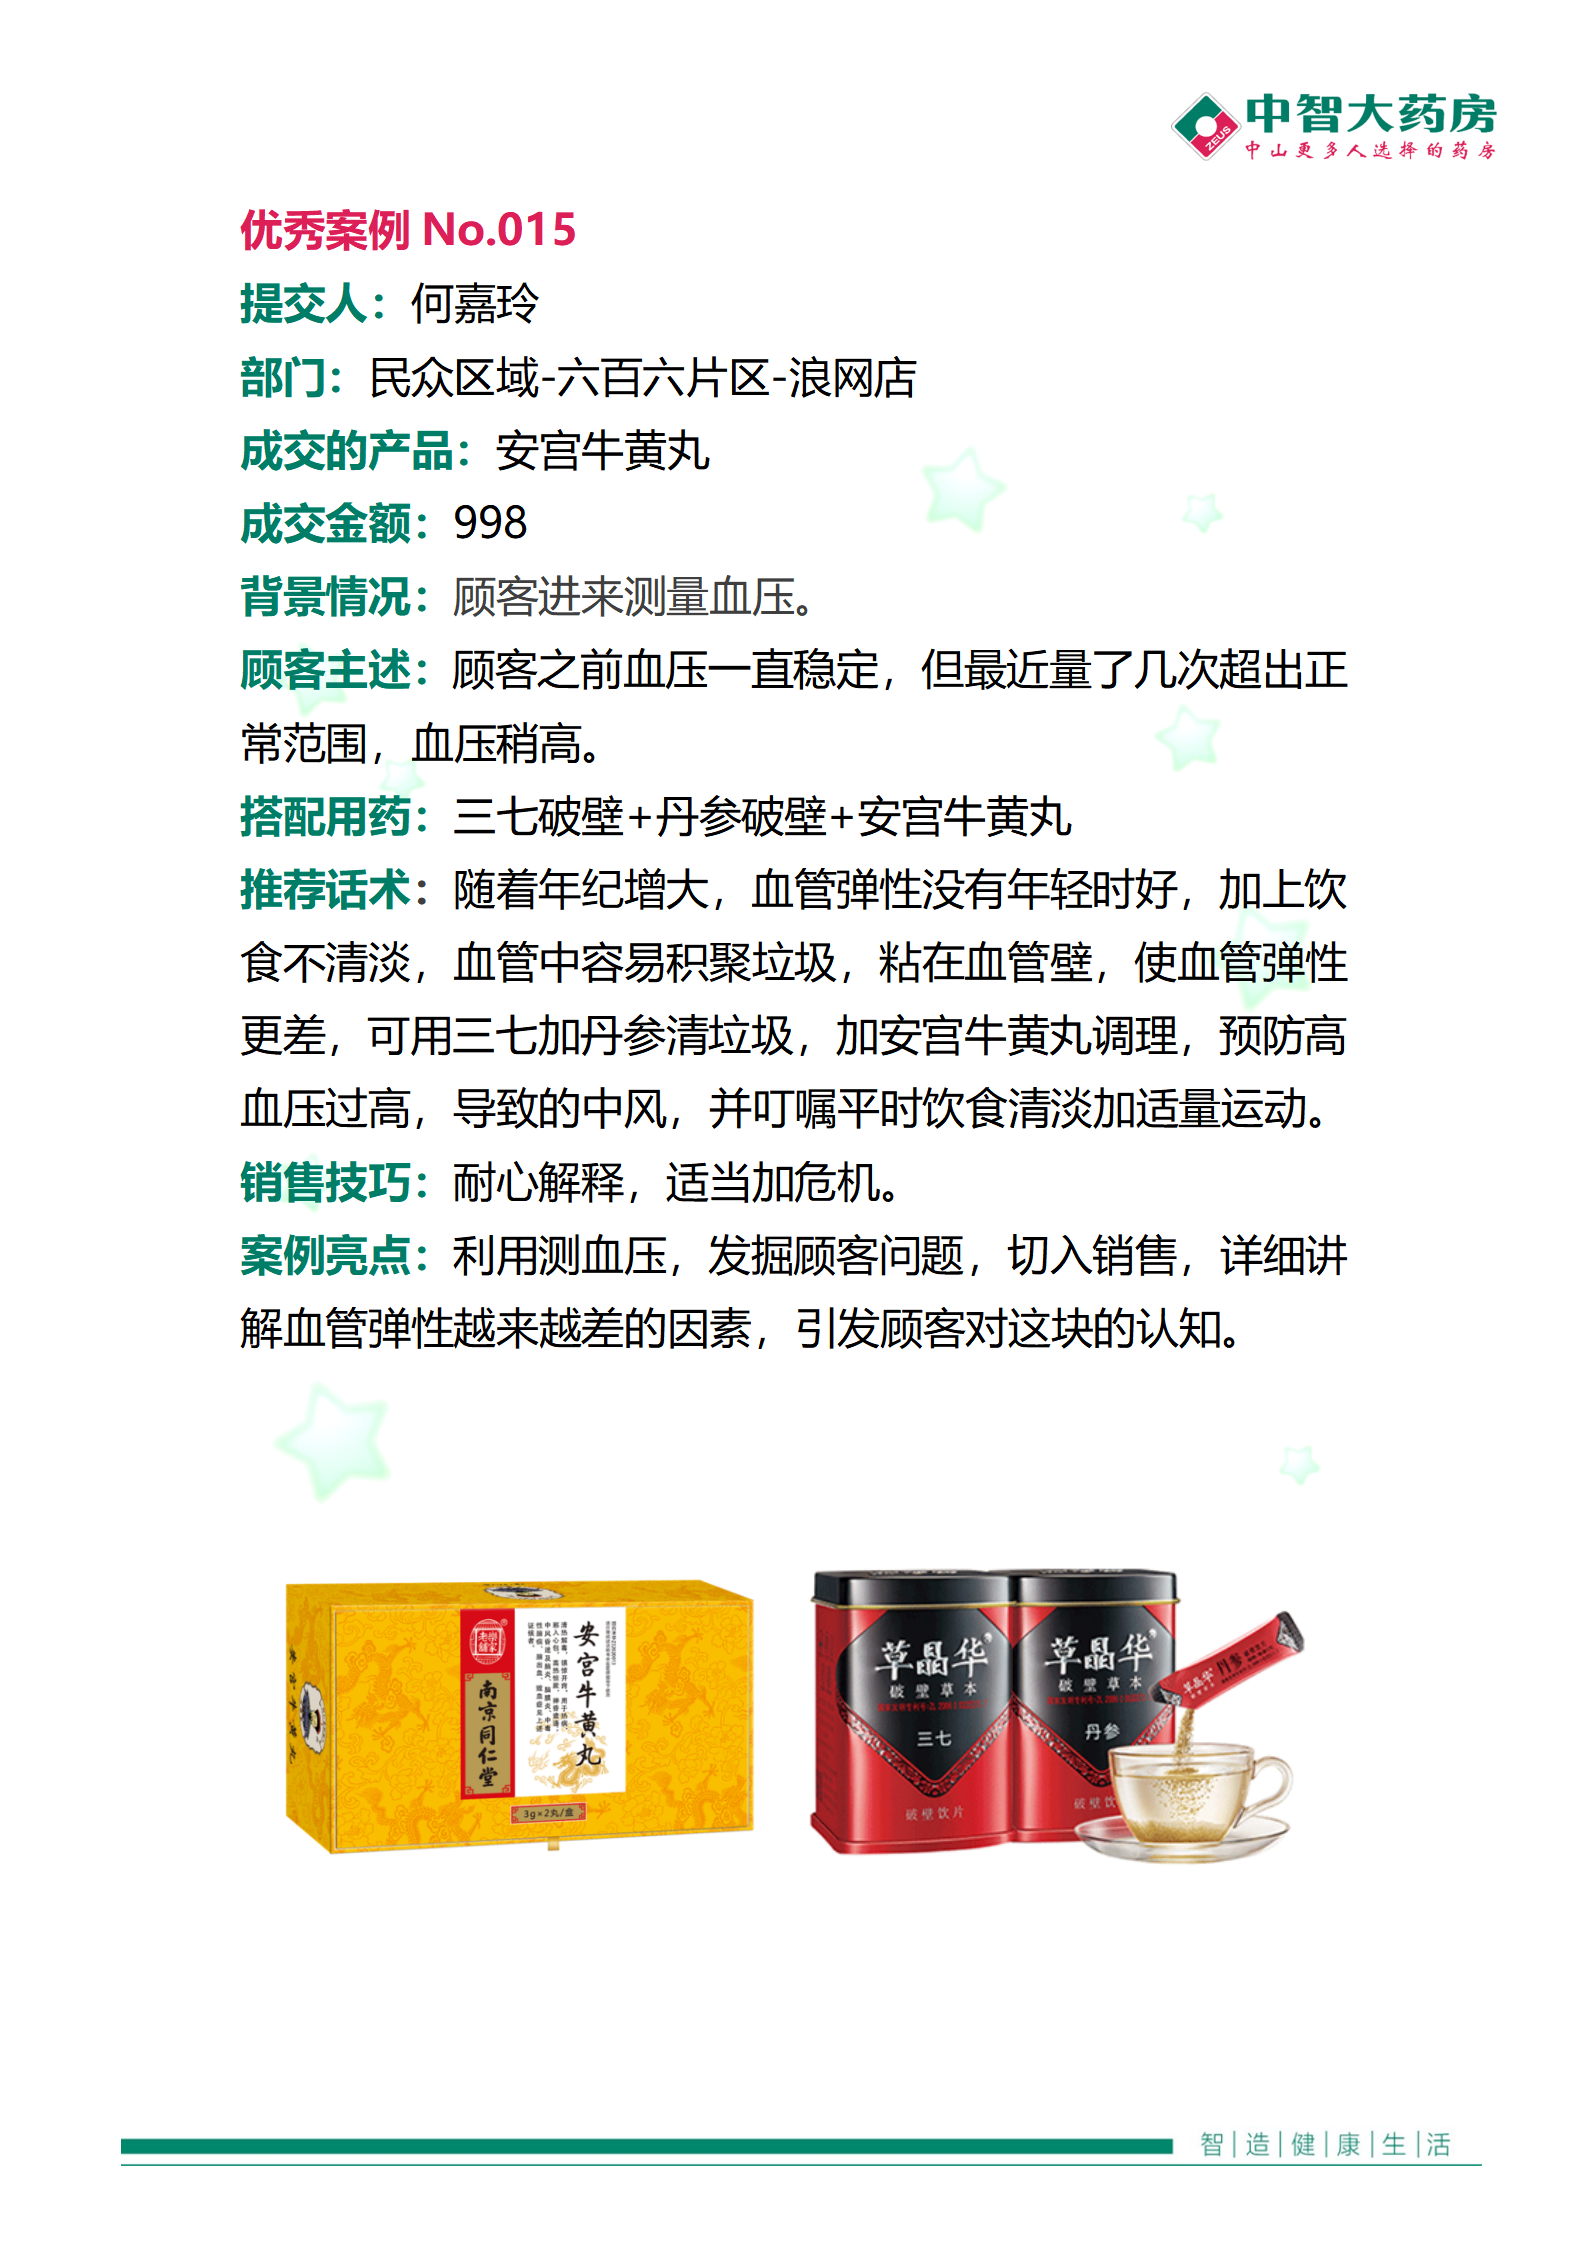 中智大药房
ZEUS
中山更多人选择的药房
优秀案例 No.015
提交人：何嘉玲
部门：民众区域-六百六片区-浪网店
成交的产品：安宫牛黄丸
成交金额：998
背景情况：顾客进来测量血压。
顾客主述：顾客之前血压一直稳定，但最近量了几次超出正
常范围，血压稍高。
搭配用药：三七破壁+丹参破壁+安宫牛黄丸
推荐话术：随着年纪增大，血管弹性没有年轻时好，加上饮
食不清淡，血管中容易积聚垃圾，粘在血管壁，使血管弹性
更差，可用三七加丹参清垃圾，加安宫牛黄丸调理，预防高
血压过高，导致的中风，并叮嘱平时饮食清淡加适量运动。
销售技巧：耐心解释，适当加危机。
案例亮点：利用测血压，发掘顾客问题，切入销售，详细讲
解血管弹性越来越差的因素，引发顾客对这块的认知。
安宫牛黄丸
南京同仁堂
3g×2丸/盒
草晶华
破壁草本
三七
破壁饮片
草晶华
破壁草本
丹参
破壁饮
草晶华 丹参
智|造|健|康|生|活